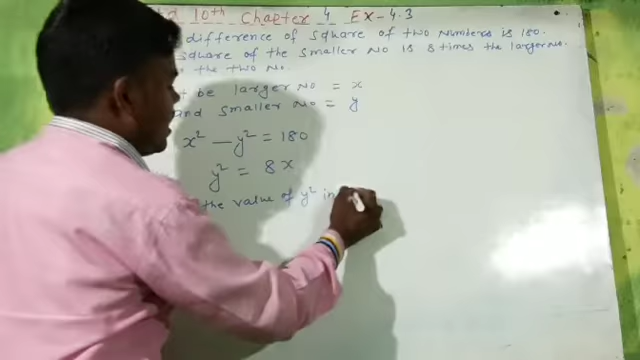 10th Chapter 4 Ex-4.3
difference of square of two numbers is 180.
square of the smaller no is 8 times the larger no.
the two no.
be larger no = x
and smaller no = y
x² - y² = 180
y² = 8x
the value of y² in